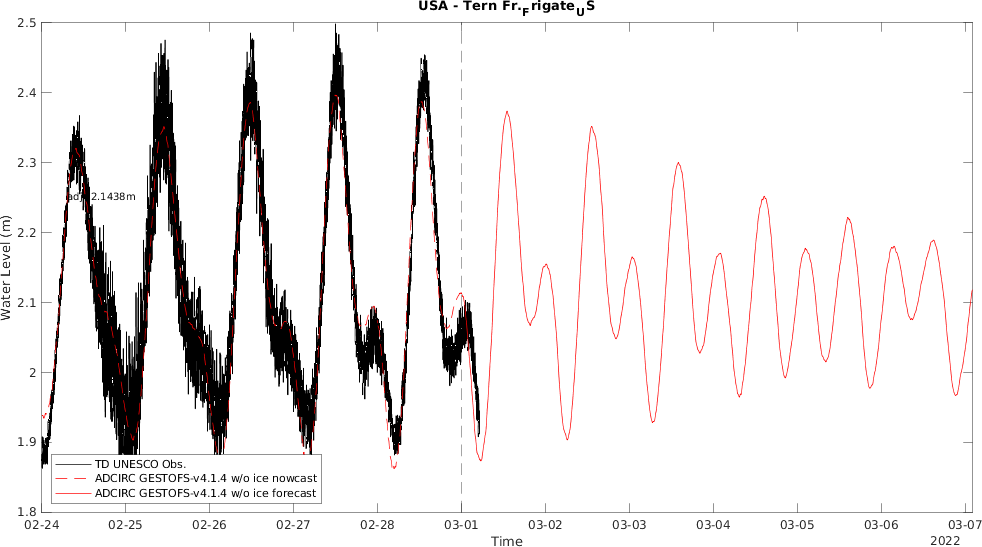 USA - Tern Fr.FrigateUS
2.5
2.4
2.3
2.2
2.1
2
1.9
1.8
Water Level (m)
adj: 2.1438m
TD UNESCO Obs.
ADCIRC GESTOFS-v4.1.4 w/o ice nowcast
ADCIRC GESTOFS-v4.1.4 w/o ice forecast
02-24 02-25 02-26 02-27 02-28 03-01 03-02 03-03 03-04 03-05 03-06 03-07
Time
2022